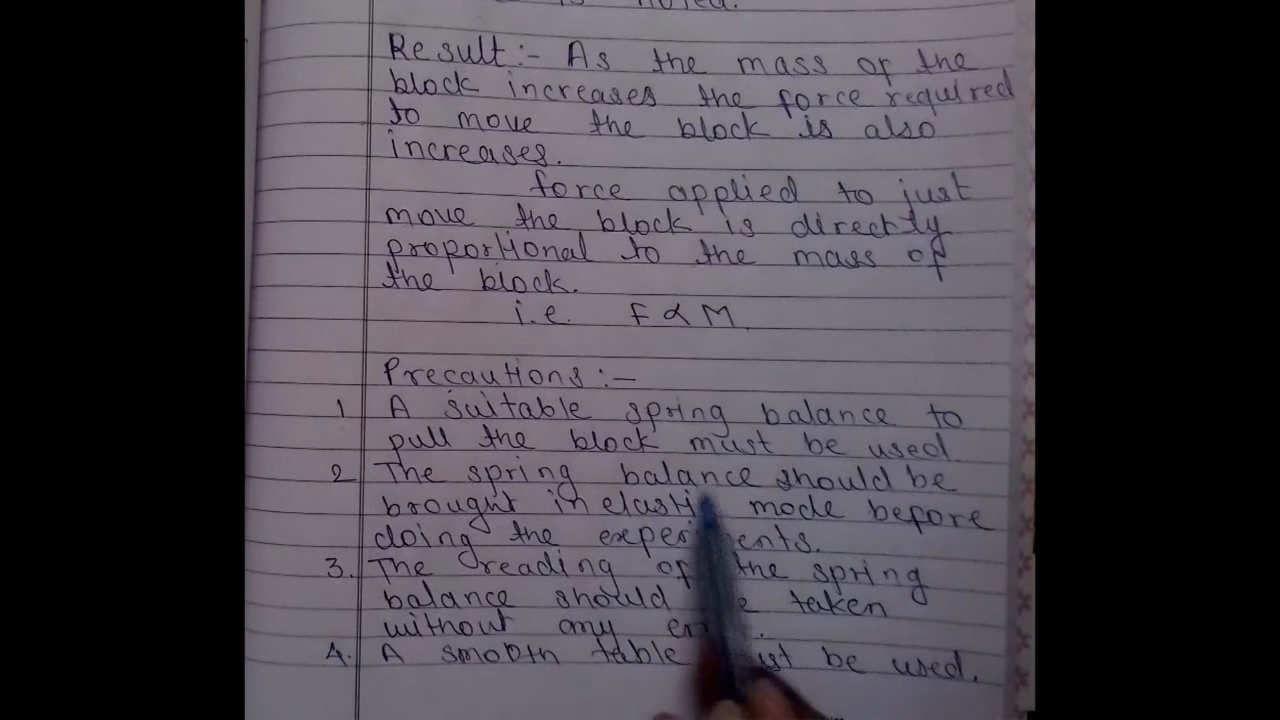 is noted.
Result :- As the mass of the
block increases the force required
to move the block is also
increases.
force applied to just
move the block is directly
proportional to the mass of
the block.
i.e. F α M.
Precautions :-
1 A suitable spring balance to
pull the block must be used.
2 The spring balance should be
brought in elastic mode before
doing the experiments.
3. The reading of the spring
balance should taken
without any
4. A smooth table must be used.